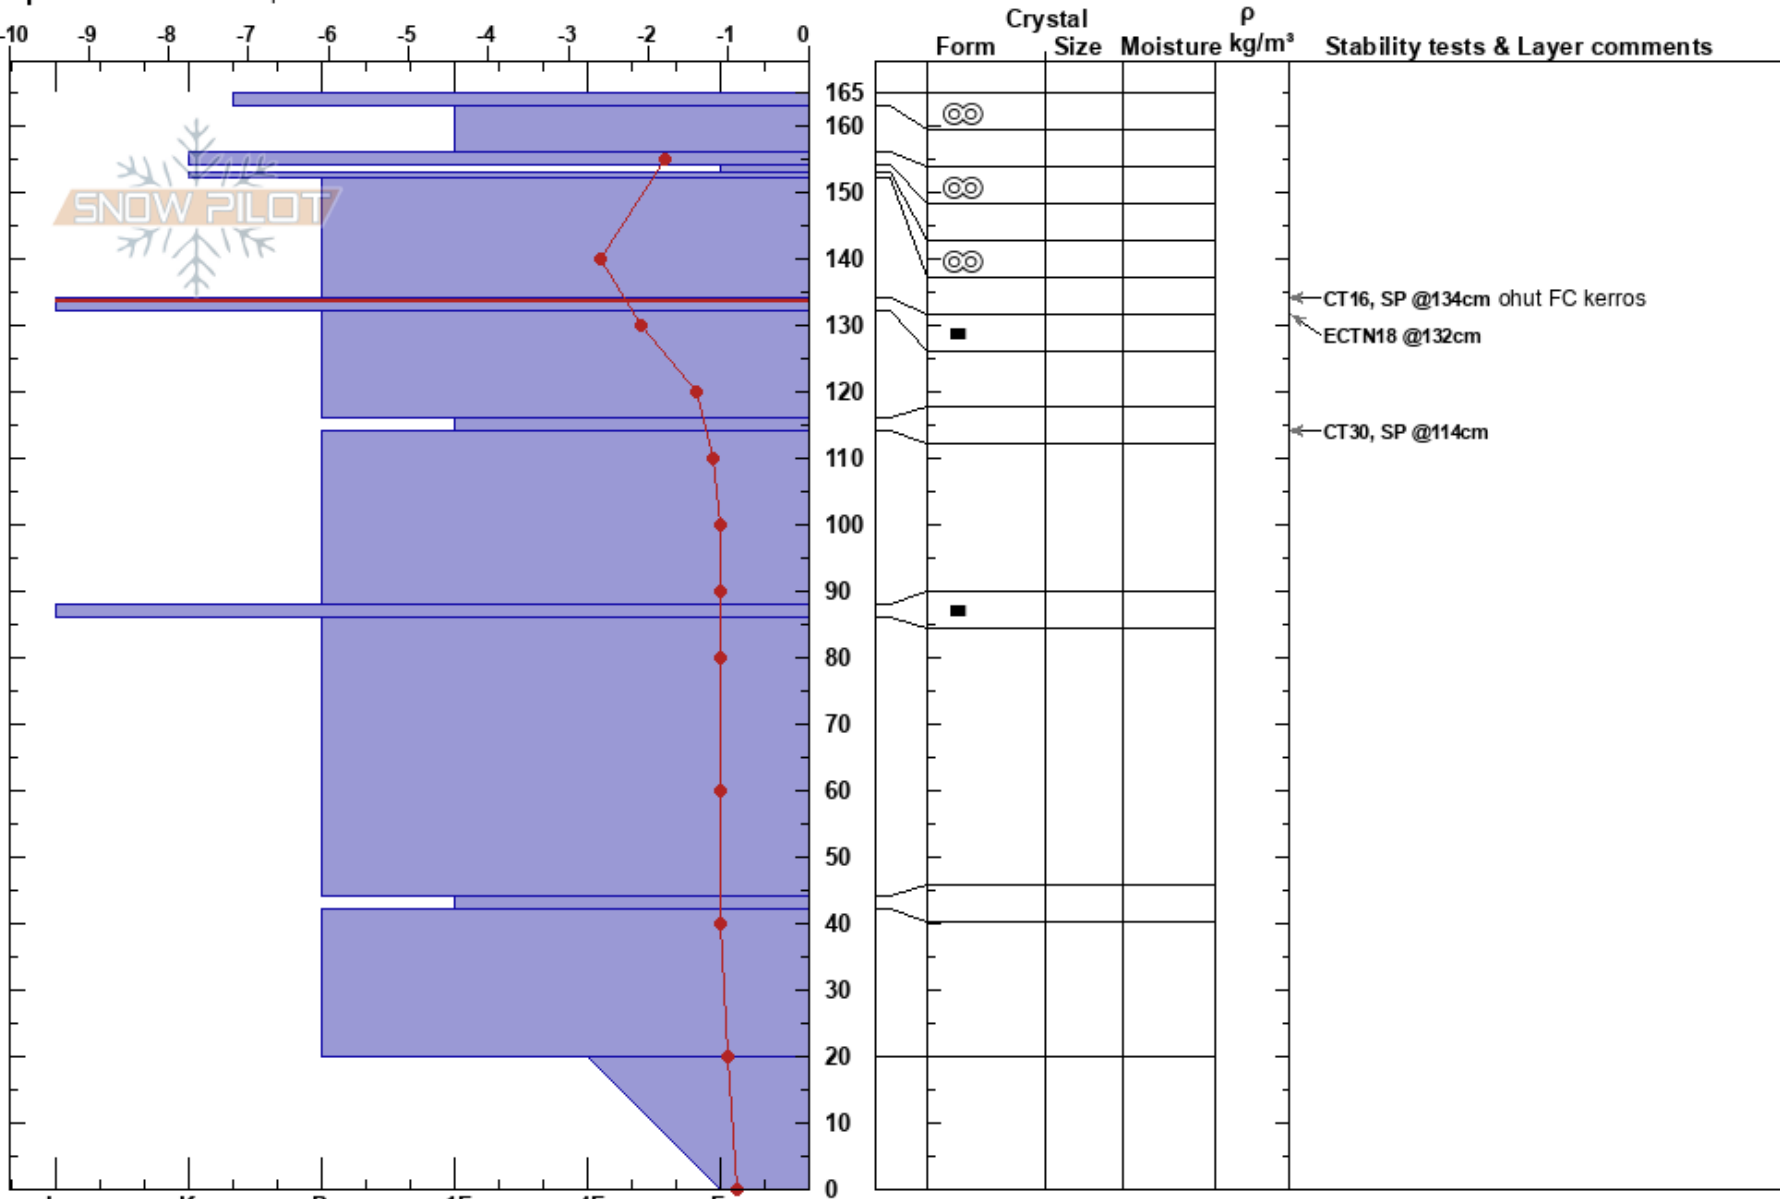 -10 -9 -8 -7 -6 -5 -4 -3 -2 -1 0
Crystal ρ
Form Size Moisture kg/m³ Stability tests & Layer comments
165
160
SNOW PILOT
150
140
CT16, SP @134cm ohut FC kerros
130
ECTN18 @132cm
120
CT30, SP @114cm
110
100
90
80
70
60
50
40
30
20
10
0